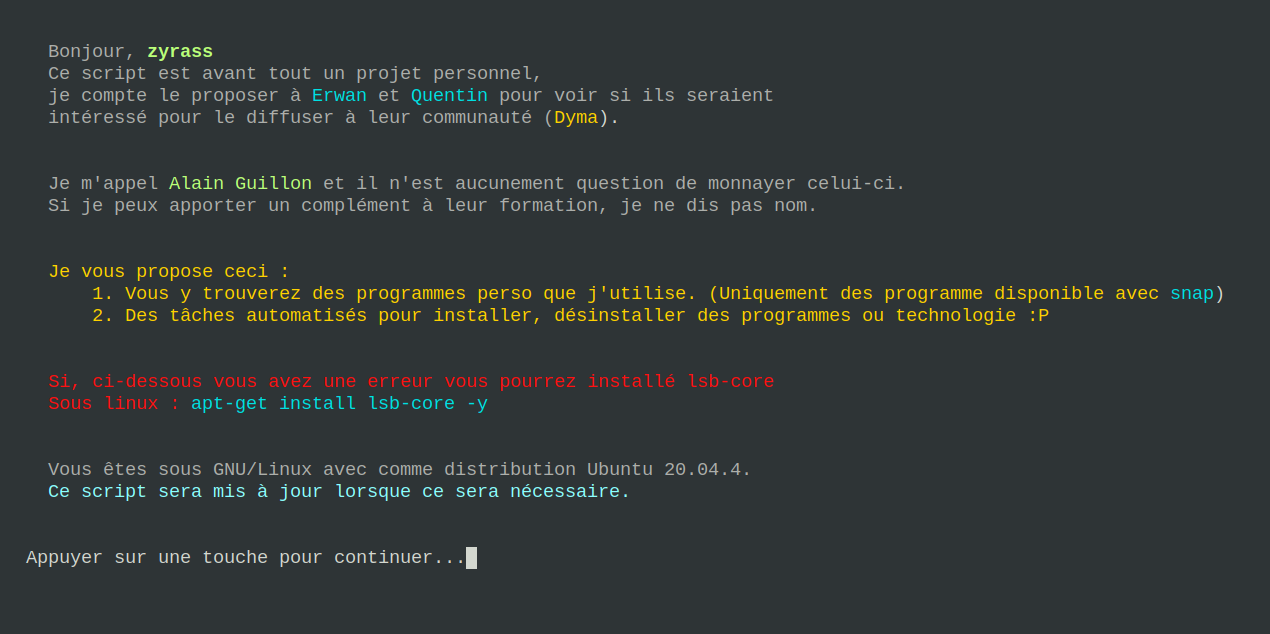 Bonjour, zyrass
Ce script est avant tout un projet personnel,
je compte le proposer à Erwan et Quentin pour voir si ils seraient
intéressé pour le diffuser à leur communauté (Dyma).
Je m'appel Alain Guillon et il n'est aucunement question de monnayer celui-ci.
Si je peux apporter un complément à leur formation, je ne dis pas nom.
Je vous propose ceci :
1. Vous y trouverez des programmes perso que j'utilise. (Uniquement des programme disponible avec snap)
2. Des tâches automatisés pour installer, désinstaller des programmes ou technologie :P
Si, ci-dessous vous avez une erreur vous pourrez installé lsb-core
Sous linux : apt-get install lsb-core -y
Vous êtes sous GNU/Linux avec comme distribution Ubuntu 20.04.4.
Ce script sera mis à jour lorsque ce sera nécessaire.
Appuyer sur une touche pour continuer...